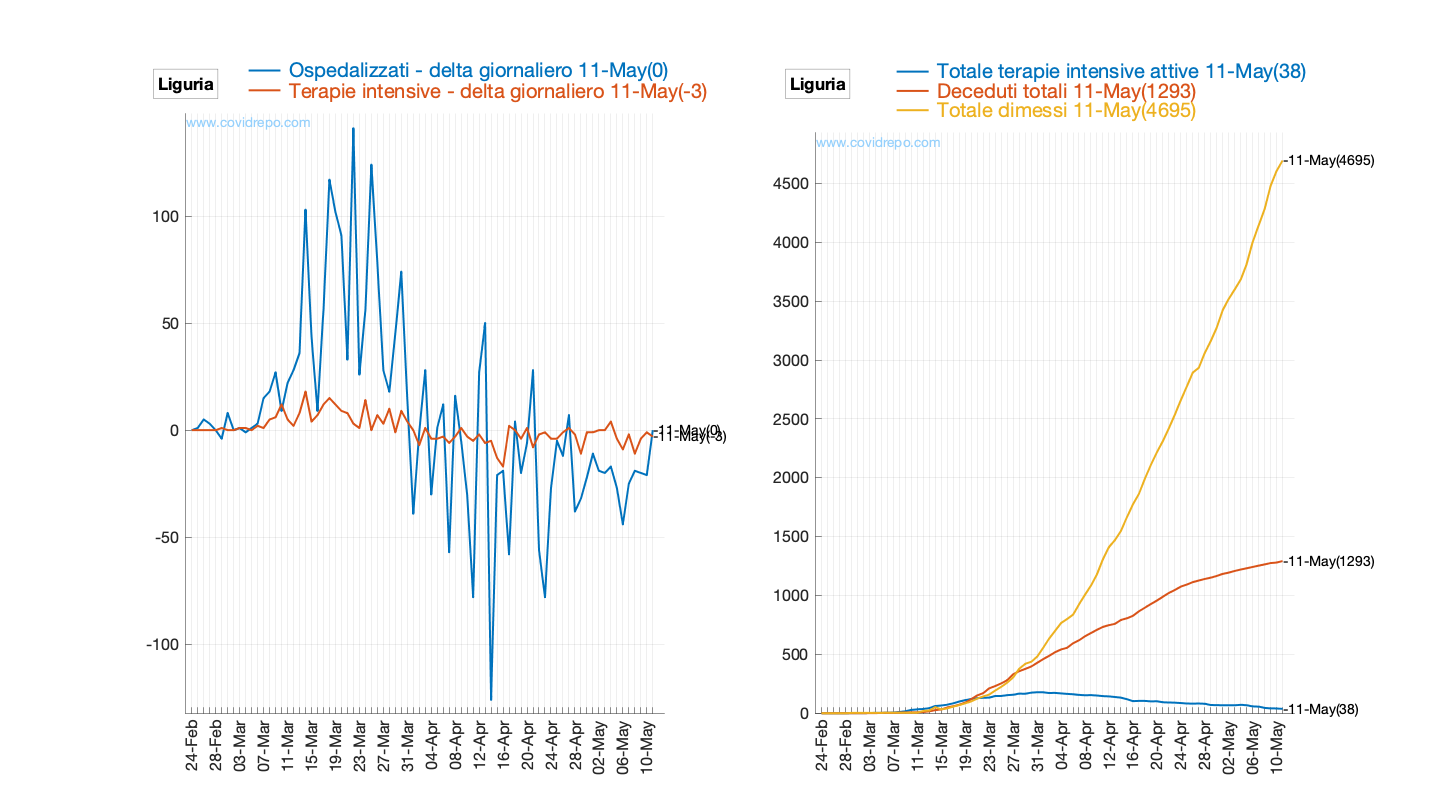 Liguria
Ospedalizzati - delta giornaliero 11-May(0)
Terapie intensive - delta giornaliero 11-May(-3)
www.covidrepo.com
100
50
0
-50
-100
-11-May(0)
-11-May(-3)
24-Feb
28-Feb
03-Mar
07-Mar
11-Mar
15-Mar
19-Mar
23-Mar
27-Mar
31-Mar
04-Apr
08-Apr
12-Apr
16-Apr
20-Apr
24-Apr
28-Apr
02-May
06-May
10-May
Liguria
Totale terapie intensive attive 11-May(38)
Deceduti totali 11-May(1293)
Totale dimessi 11-May(4695)
www.covidrepo.com
4500
4000
3500
3000
2500
2000
1500
1000
500
0
-11-May(4695)
-11-May(1293)
-11-May(38)
24-Feb
28-Feb
03-Mar
07-Mar
11-Mar
15-Mar
19-Mar
23-Mar
27-Mar
31-Mar
04-Apr
08-Apr
12-Apr
16-Apr
20-Apr
24-Apr
28-Apr
02-May
06-May
10-May